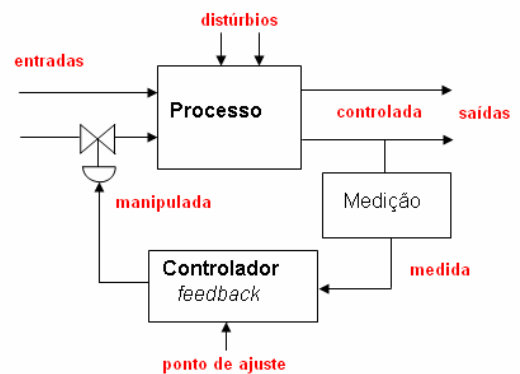 distúrbios
entradas
Processo
controlada
saídas
manipulada
Medição
Controlador
feedback
medida
ponto de ajuste